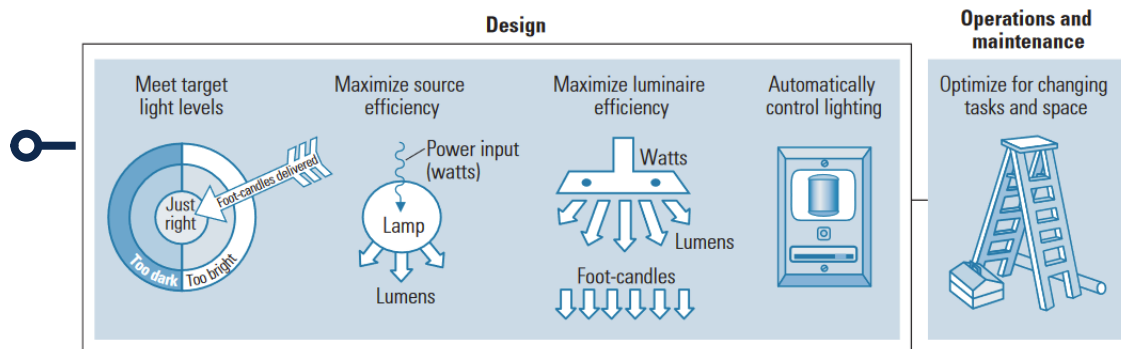 Design
Operations and
maintenance
Meet target
light levels
Just
right
Foot-candles delivered
Too dark
Too bright
Maximize source
efficiency
Power input
(watts)
Lamp
Lumens
Maximize luminaire
efficiency
Watts
Lumens
Foot-candles
Automatically
control lighting
Optimize for changing
tasks and space